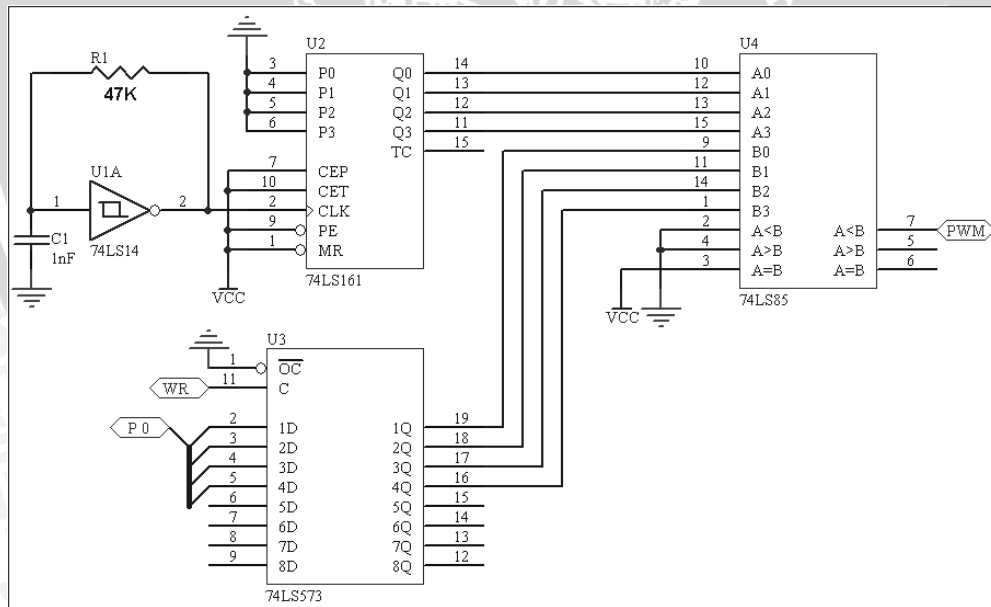 R1
47K
U1A
1
2
74LS14
C1
1nF
U2
3 P0 Q0 14
4 P1 Q1 13
5 P2 Q2 12
6 P3 Q3 11
TC 15
7 CEP
10 CET
2 CLK
9 PE
1 MR
VCC
74LS161
U4
10 A0
12 A1
13 A2
15 A3
9 B0
11 B1
14 B2
1 B3
2 A<B A<B 7 PWM
4 A>B A>B 5
3 A=B A=B 6
VCC
74LS85
U3
1 OC
WR 11 C
P 0
2 1D 1Q 19
3 2D 2Q 18
4 3D 3Q 17
5 4D 4Q 16
6 5D 5Q 15
7 6D 6Q 14
8 7D 7Q 13
9 8D 8Q 12
74LS573